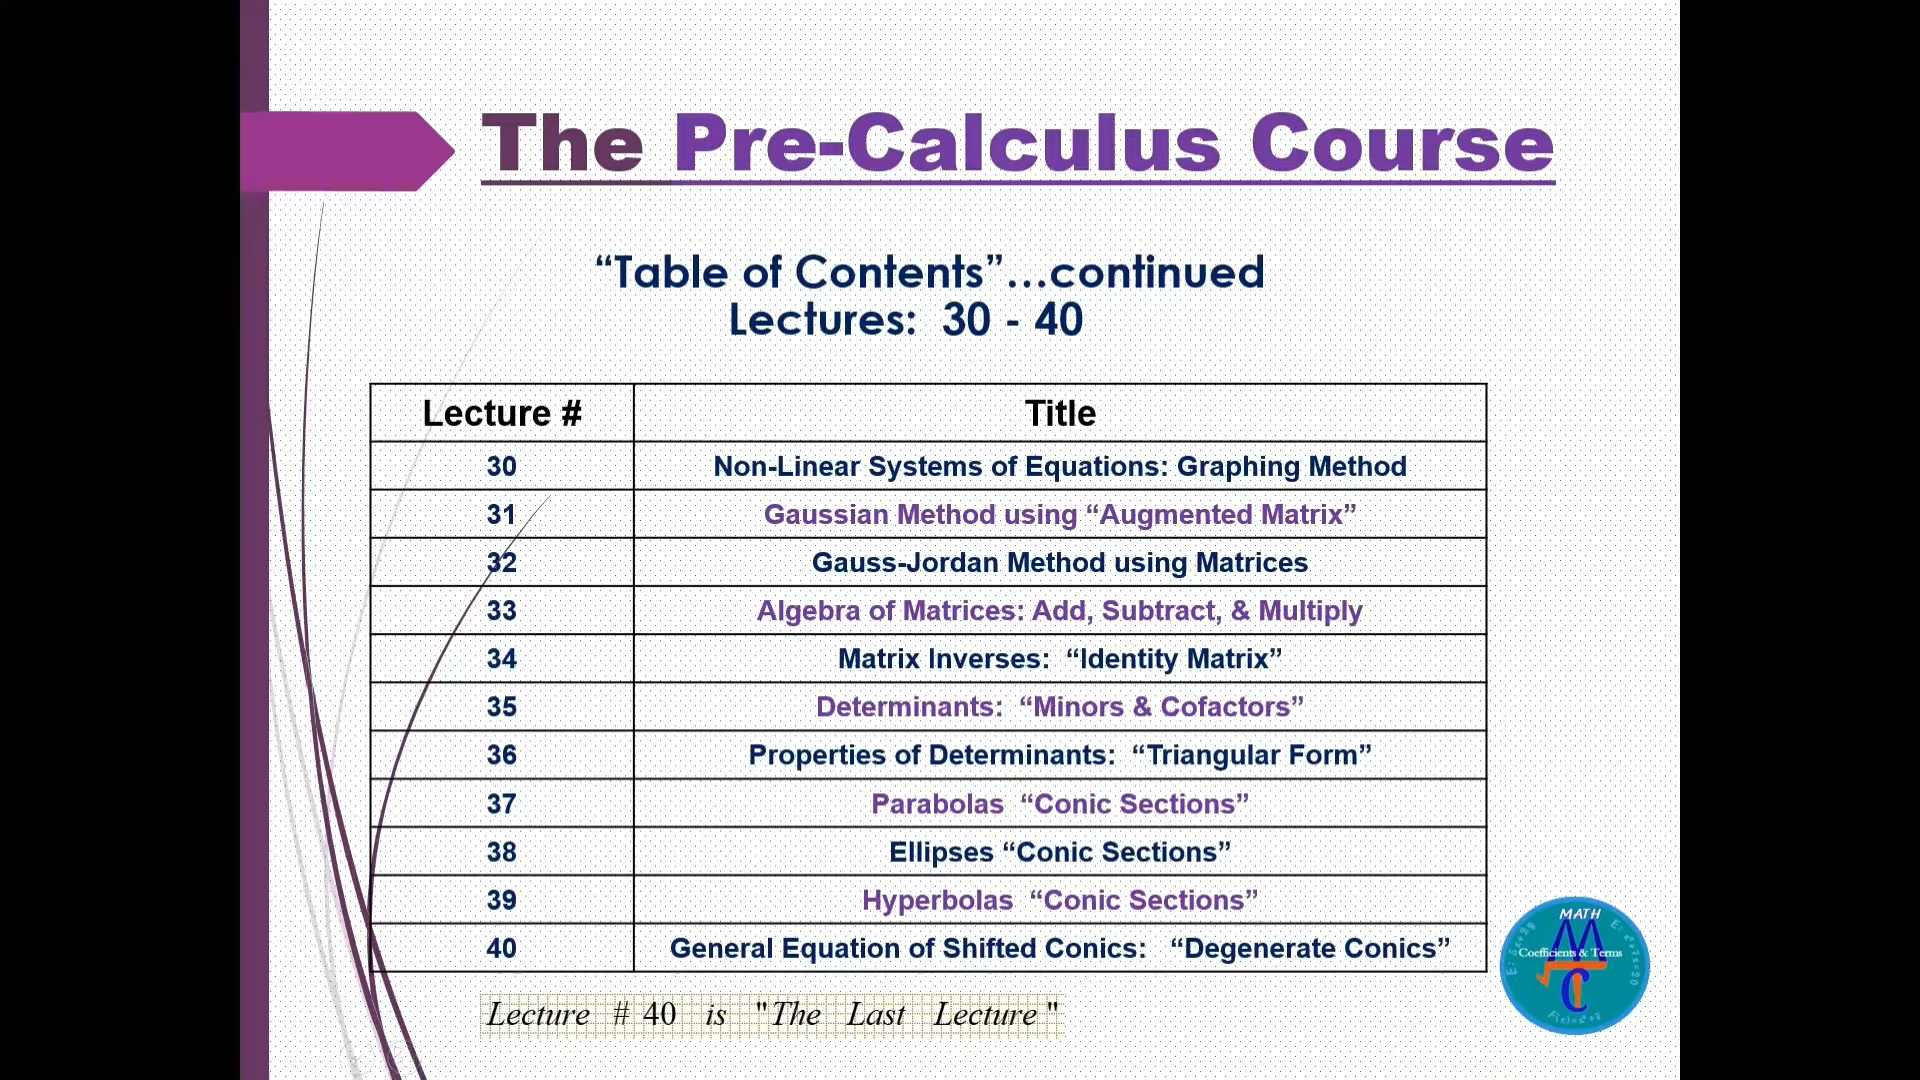 The Pre-Calculus Course
“Table of Contents”...continued
Lectures: 30 - 40
Lecture # Title
30 Non-Linear Systems of Equations: Graphing Method
31 Gaussian Method using “Augmented Matrix”
32 Gauss-Jordan Method using Matrices
33 Algebra of Matrices: Add, Subtract, & Multiply
34 Matrix Inverses: “Identity Matrix”
35 Determinants: “Minors & Cofactors”
36 Properties of Determinants: “Triangular Form”
37 Parabolas “Conic Sections”
38 Ellipses “Conic Sections”
39 Hyperbolas “Conic Sections”
40 General Equation of Shifted Conics: “Degenerate Conics”
Lecture # 40 is "The Last Lecture"
MATH
M
Coefficients & Terms
C